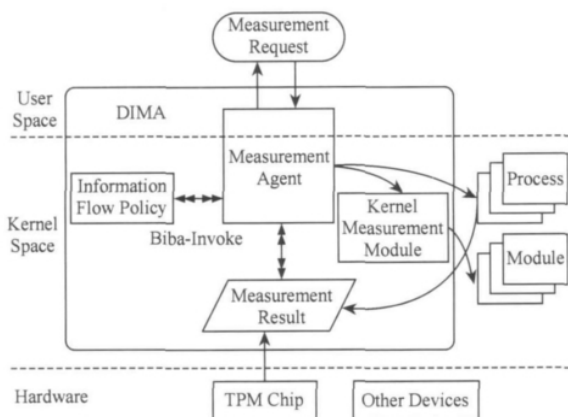 Measurement
Request
User
Space
DIMA
Measurement
Agent
Information
Flow Policy
Process
Kernel
Space
Biba-Invoke
Kernel
Measurement
Module
Module
Measurement
Result
Hardware
TPM Chip
Other Devices